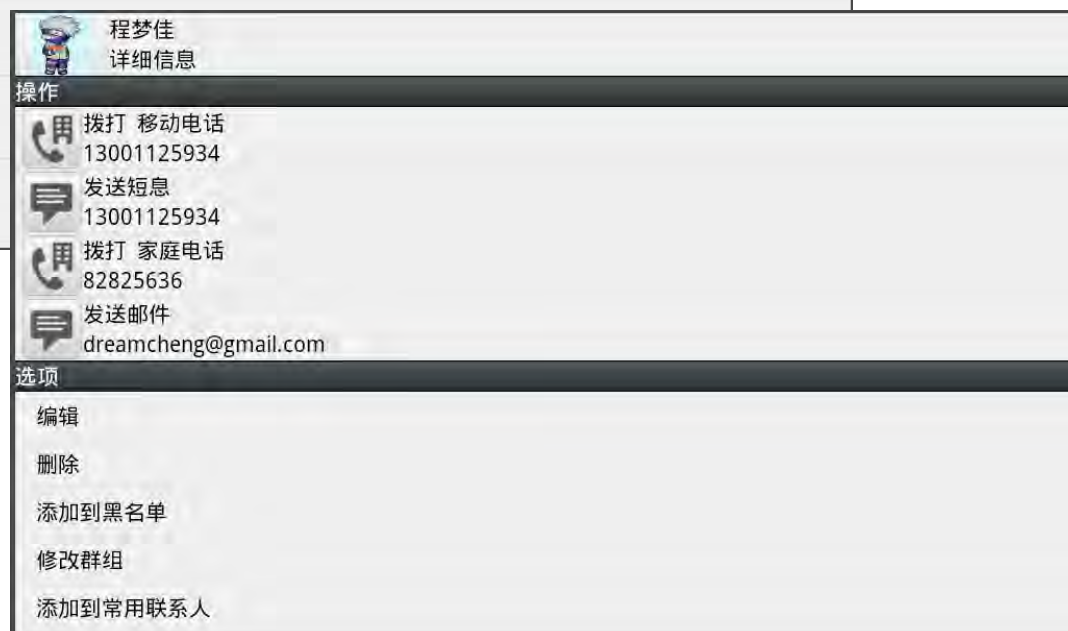 程梦佳
详细信息
操作
拨打 移动电话
13001125934
发送短息
13001125934
拨打 家庭电话
82825636
发送邮件
dreamcheng@gmail.com
选项
编辑
删除
添加到黑名单
修改群组
添加到常用联系人